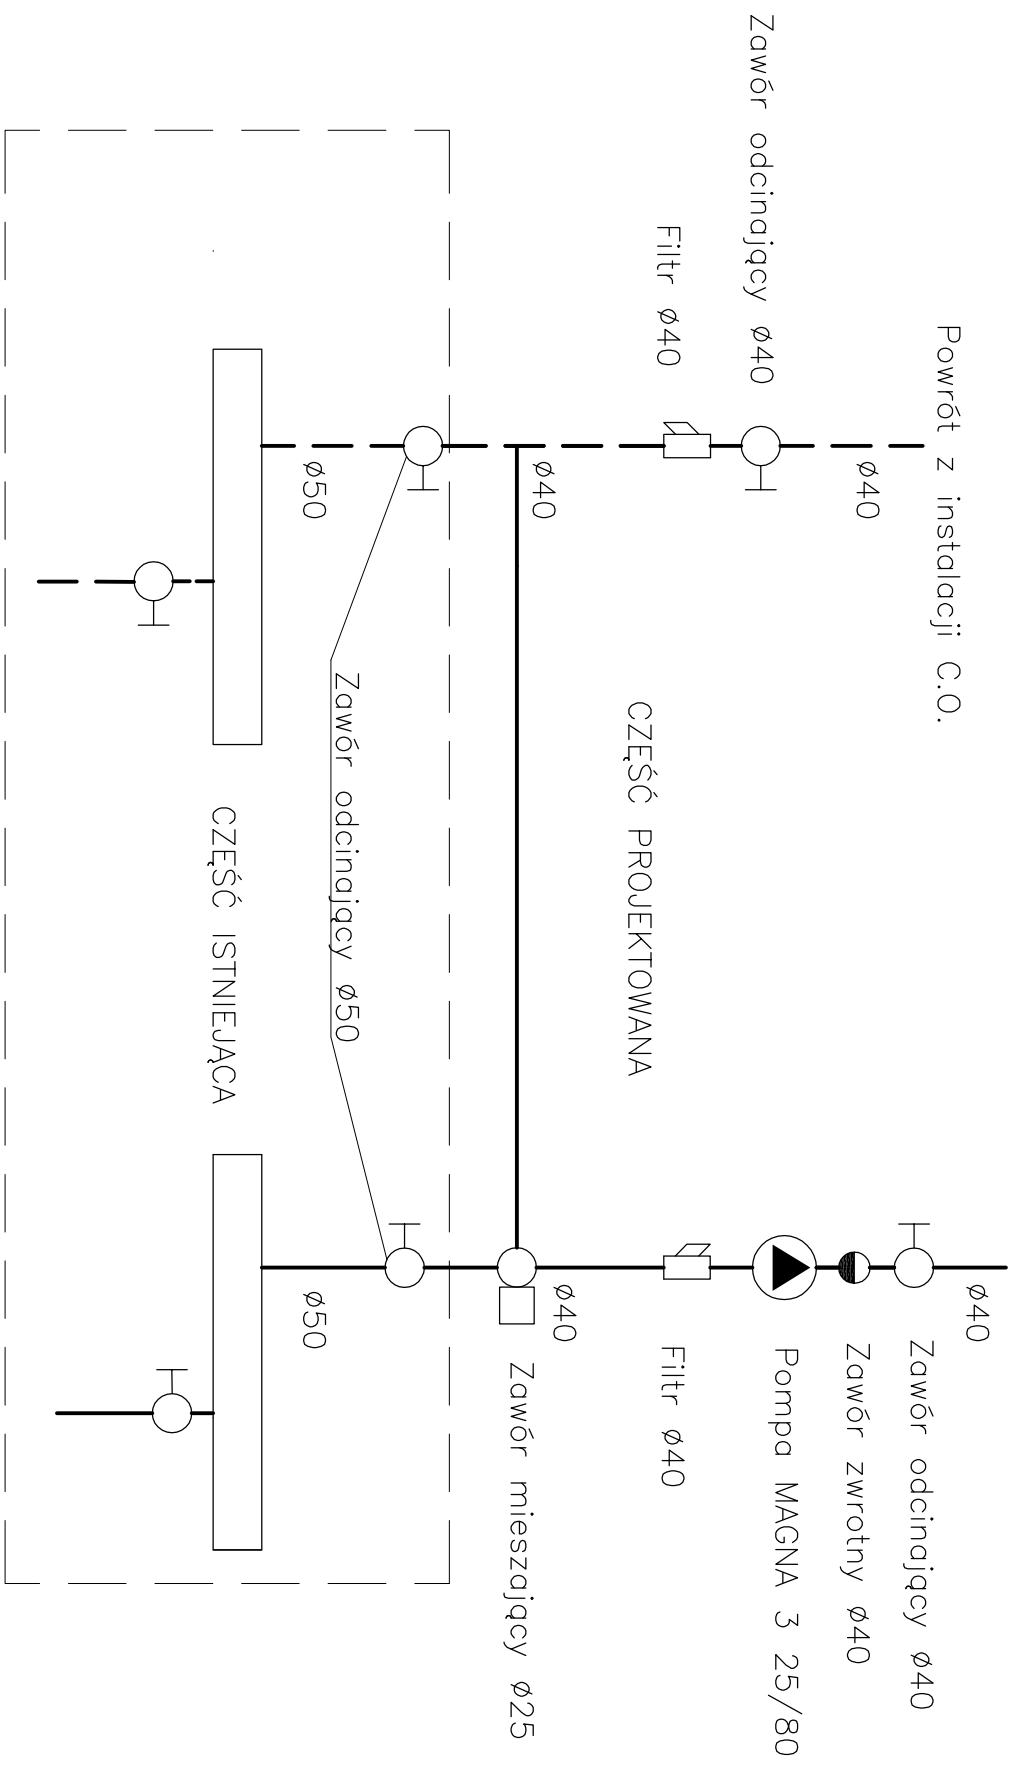 Powrót z instalacji C.O.
ø40
ø40
Zawór odcinający ø40
Zawór odcinający ø40
Zawór zwrotny ø40
Pompa MAGNA 3 25/80
Filtr ø40
Filtr ø40
CZĘŚĆ PROJEKTOWANA
ø40
ø40
Zawór mieszający ø25
Zawór odcinający ø50
ø50
ø50
CZĘŚĆ ISTNIEJĄCA